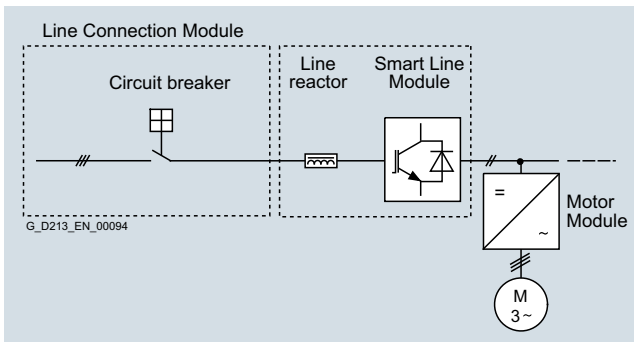 Line Connection Module
Circuit breaker
Line
reactor
Smart Line
Module
G_D213_EN_00094
=
~
Motor
Module
M
3~